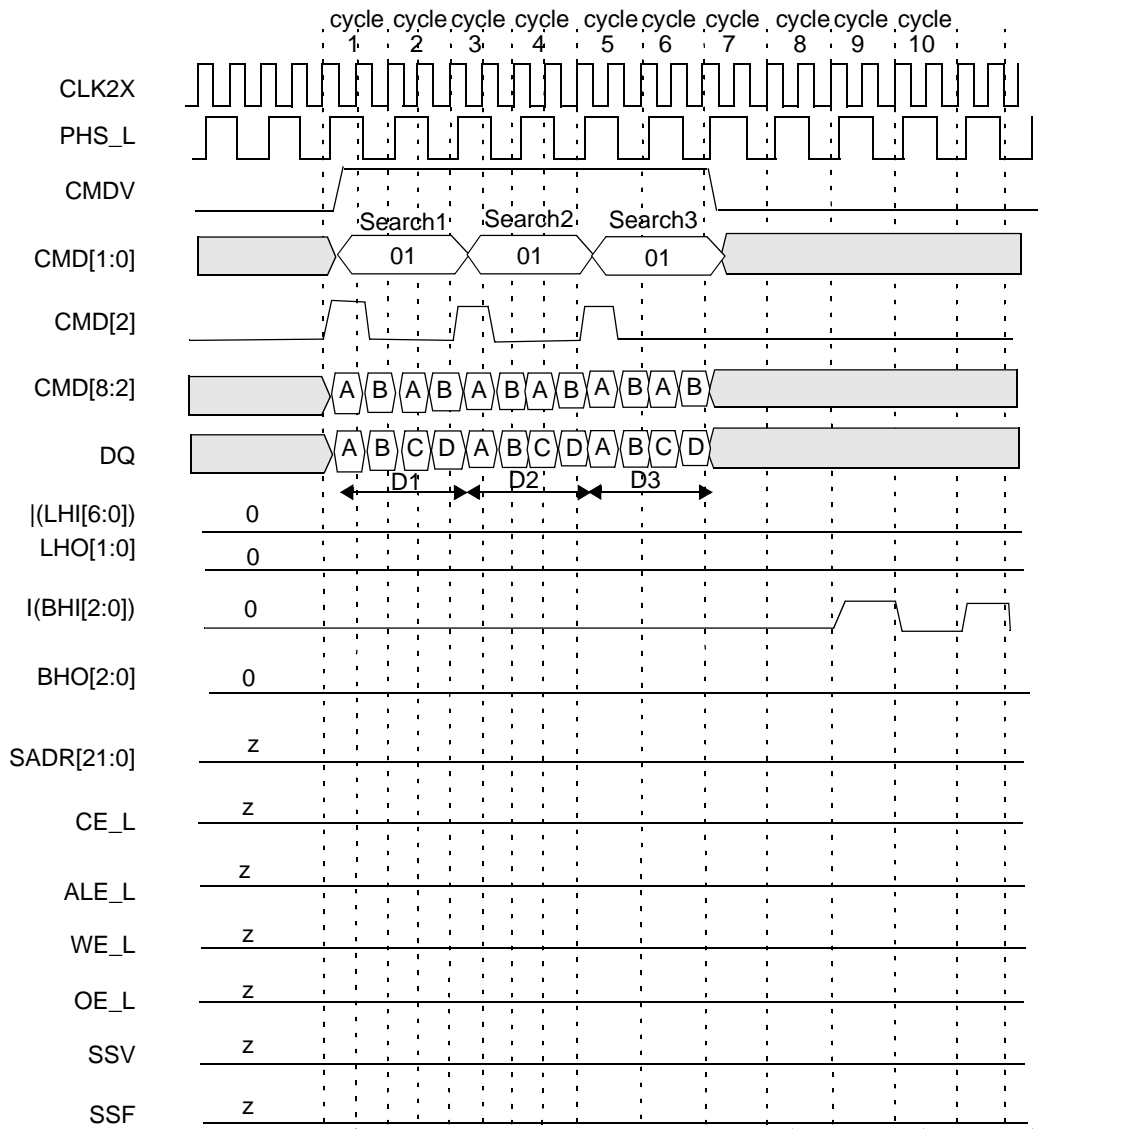 cycle cycle cycle cycle cycle cycle cycle cycle cycle cycle
1 2 3 4 5 6 7 8 9 10
CLK2X
PHS_L
CMDV
Search1 Search2 Search3
CMD[1:0] 01 01 01
CMD[2]
CMD[8:2] A B A B A B A B A B A B
DQ A B C D A B C D A B C D
D1 D2 D3
|(LHI[6:0]) 0
LHO[1:0] 0
I(BHI[2:0]) 0
BHO[2:0] 0
SADR[21:0] z
CE_L z
ALE_L z
WE_L z
OE_L z
SSV z
SSF z